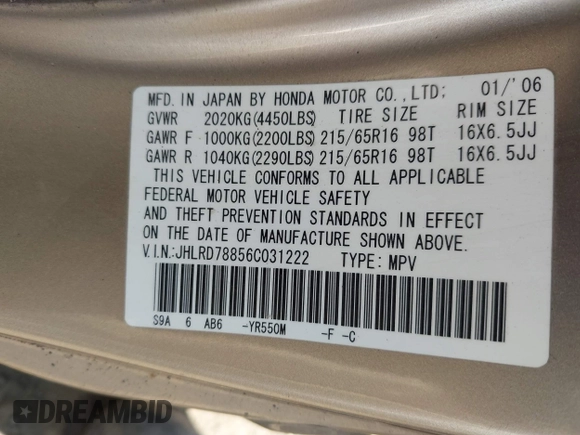 MFD. IN JAPAN BY HONDA MOTOR CO., LTD: 01/'06
GVWR 2020KG(4450LBS) TIRE SIZE RIM SIZE
GAWR F 1000KG(2200LBS) 215/65R16 98T 16X6.5JJ
GAWR R 1040KG(2290LBS) 215/65R16 98T 16X6.5JJ
THIS VEHICLE CONFORMS TO ALL APPLICABLE
FEDERAL MOTOR VEHICLE SAFETY
AND THEFT PREVENTION STANDARDS IN EFFECT
ON THE DATE OF MANUFACTURE SHOWN ABOVE.
V.I.N.:JHLRD78856C031222 TYPE: MPV
S9A 6 AB6 -YR550M -F -C
DREAMBID